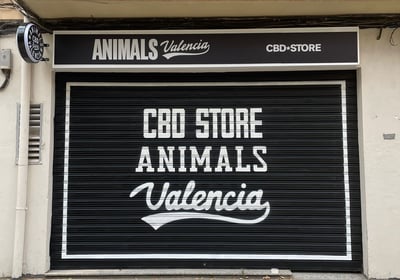 ANIMALS Valencia CBD+STORE
CBD STORE
ANIMALS
Valencia